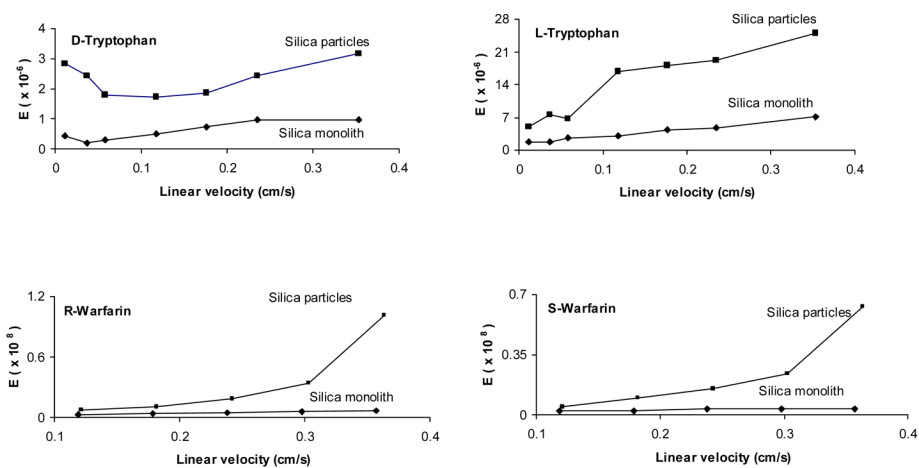 D-Tryptophan
Silica particles
Silica monolith
E ( x 10⁻⁶)
4
3
2
1
0
0 0.1 0.2 0.3 0.4
Linear velocity (cm/s)
L-Tryptophan
Silica particles
Silica monolith
E ( x 10⁻⁶)
28
21
14
7
0
0 0.1 0.2 0.3 0.4
Linear velocity (cm/s)
R-Warfarin
Silica particles
Silica monolith
E ( x 10⁸ )
1.2
0.6
0
0.1 0.2 0.3 0.4
Linear velocity (cm/s)
S-Warfarin
Silica particles
Silica monolith
E ( x 10⁸ )
0.7
0.35
0
0.1 0.2 0.3 0.4
Linear velocity (cm/s)